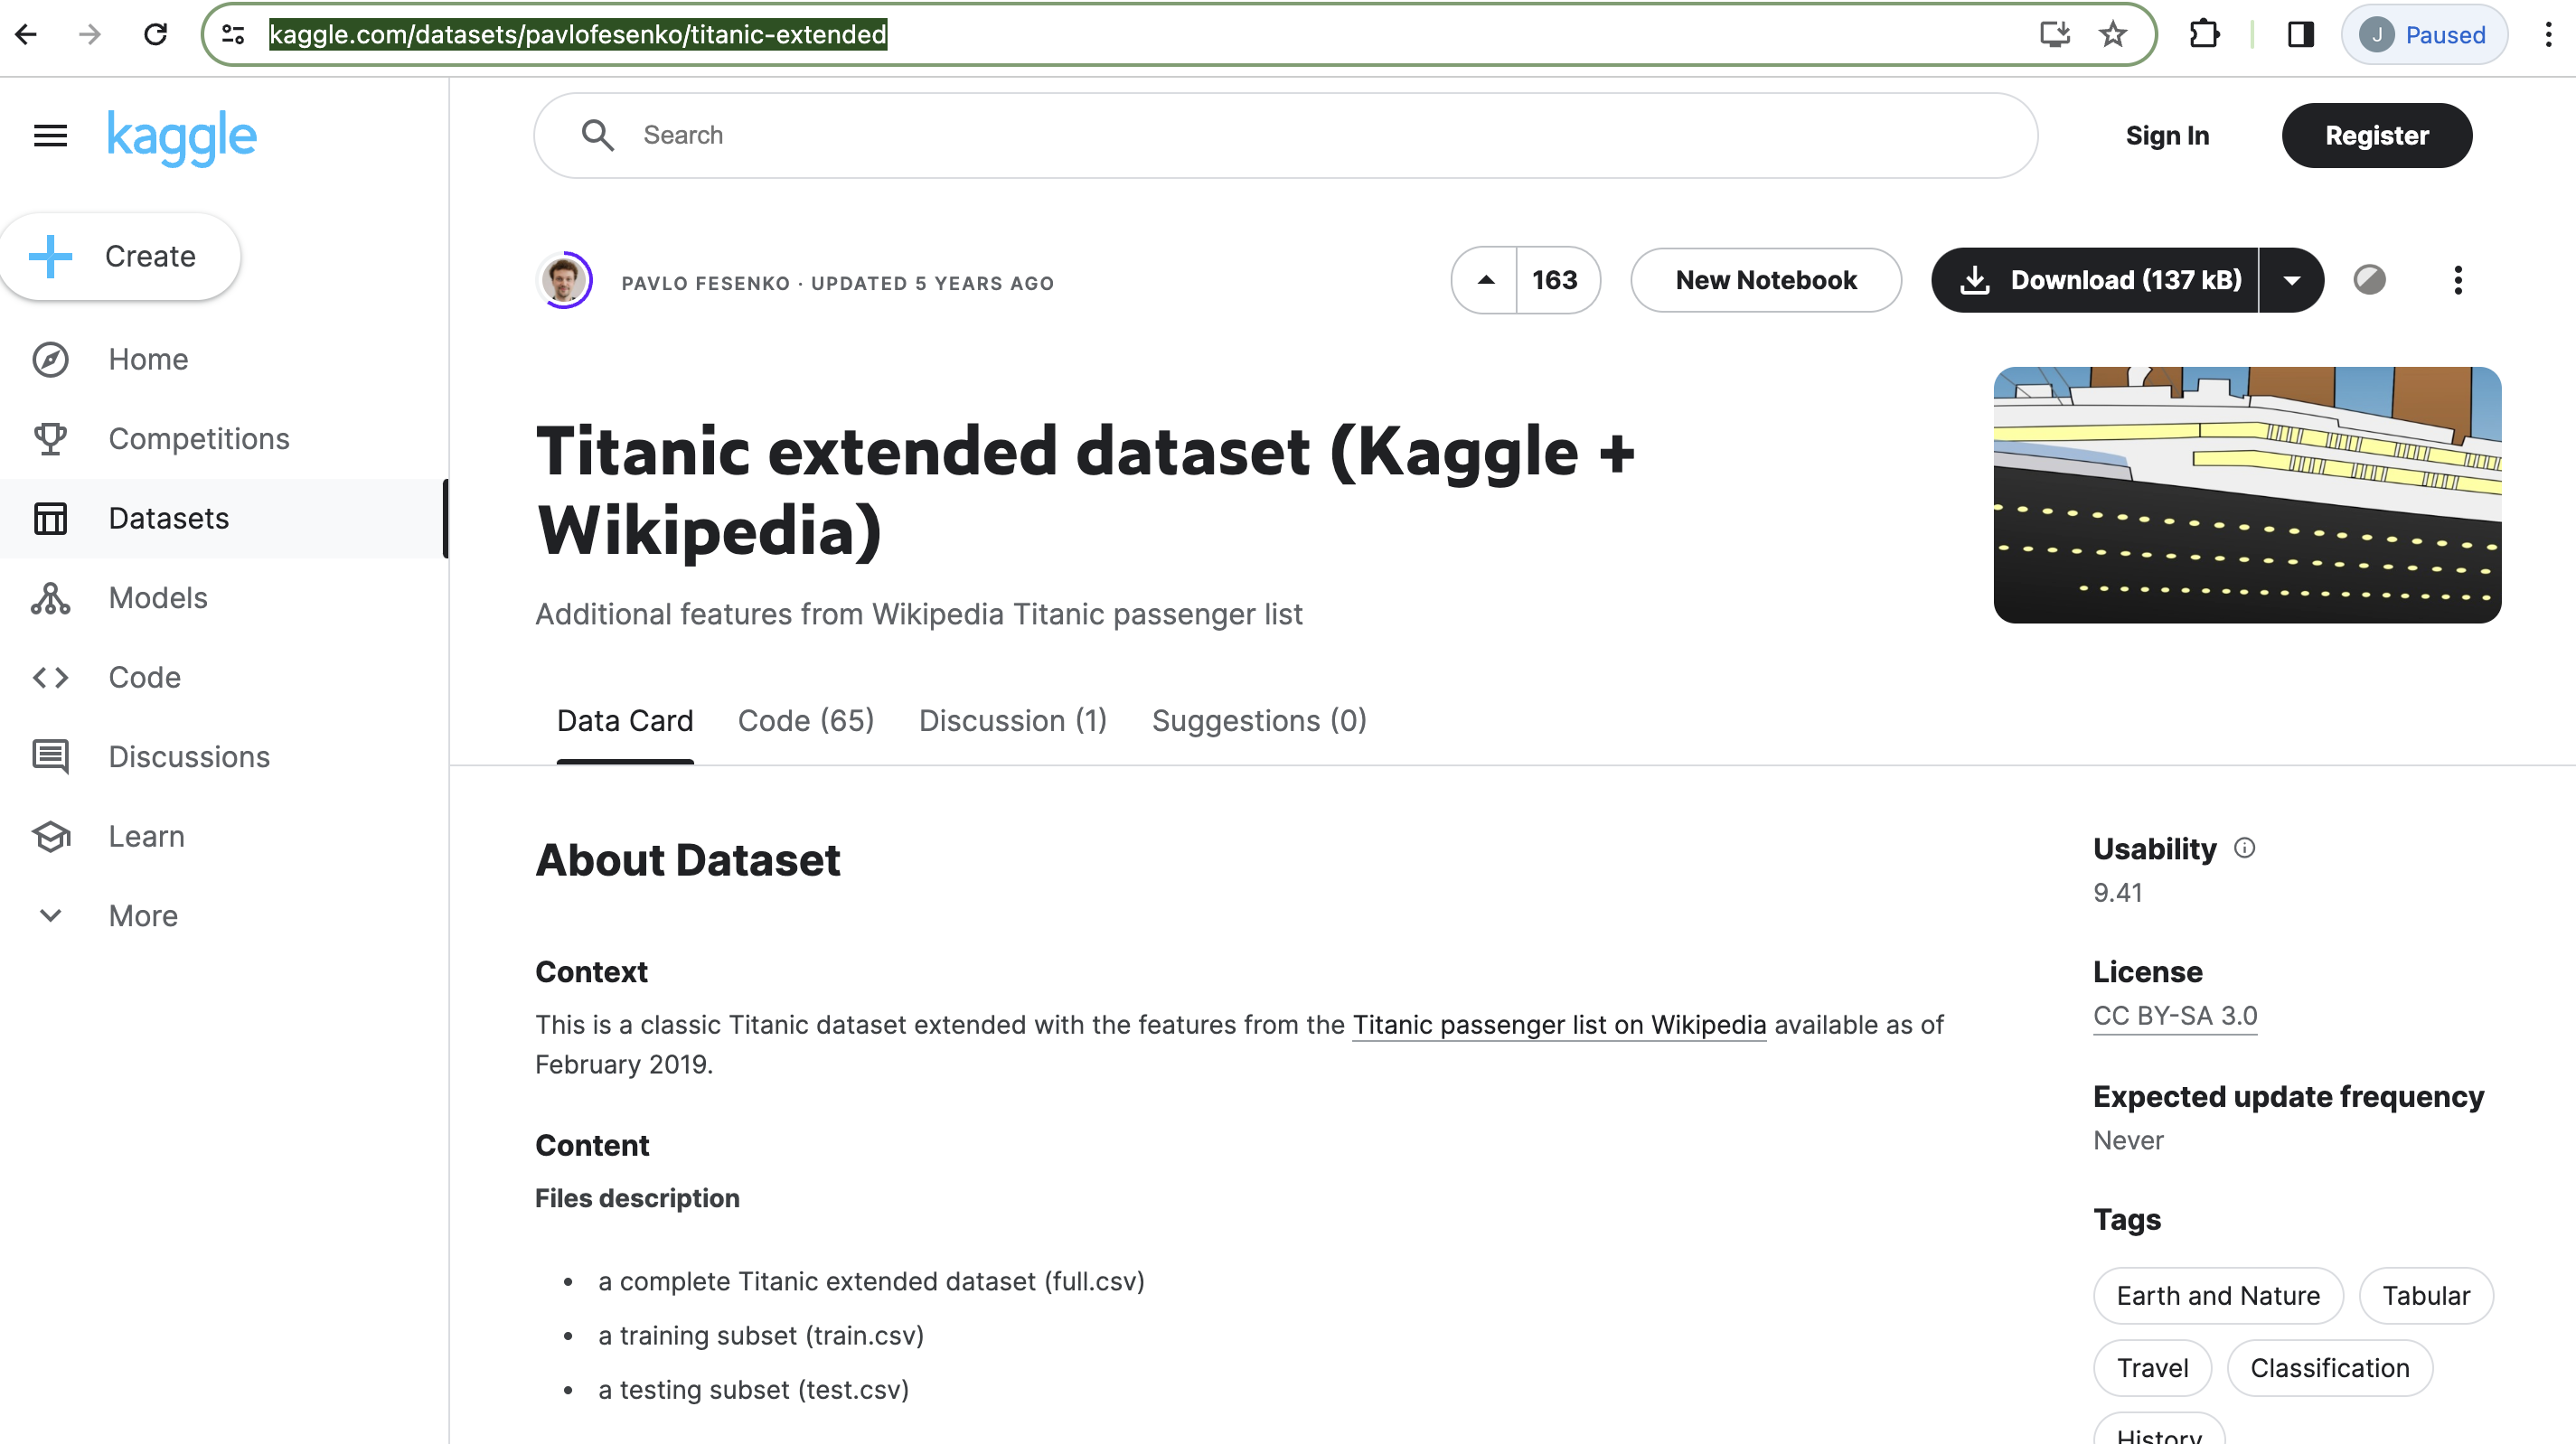 kaggle.com/datasets/pavlofesenko/titanic-extended
J Paused
kaggle
Search
Sign In
Register
Create
Home
Competitions
Datasets
Models
Code
Discussions
Learn
More
PAVLO FESENKO · UPDATED 5 YEARS AGO
163
New Notebook
Download (137 kB)
Titanic extended dataset (Kaggle +
Wikipedia)
Additional features from Wikipedia Titanic passenger list
Data Card Code (65) Discussion (1) Suggestions (0)
About Dataset
Context
This is a classic Titanic dataset extended with the features from the Titanic passenger list on Wikipedia available as of
February 2019.
Content
Files description
• a complete Titanic extended dataset (full.csv)
• a training subset (train.csv)
• a testing subset (test.csv)
Usability
9.41
License
CC BY-SA 3.0
Expected update frequency
Never
Tags
Earth and Nature Tabular
Travel Classification
History